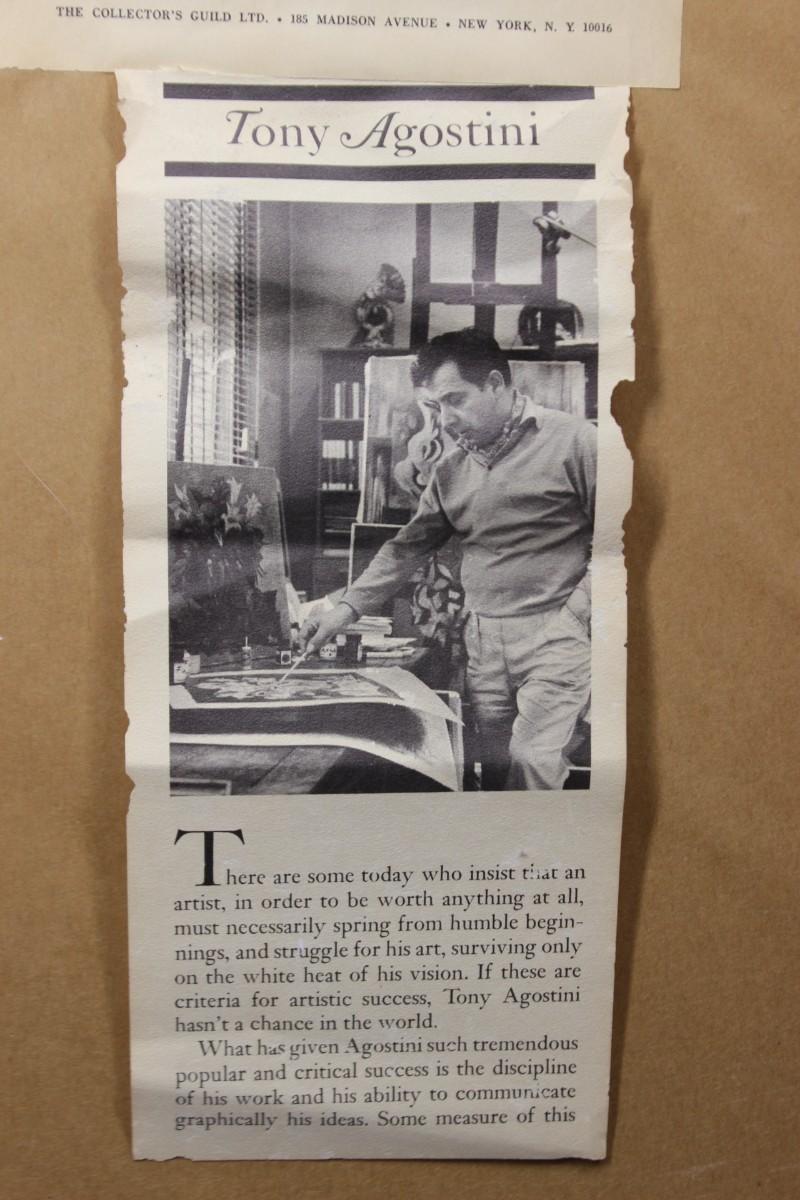 THE COLLECTOR'S GUILD LTD. • 185 MADISON AVENUE • NEW YORK, N. Y. 10016
Tony Agostini
There are some today who insist that an
artist, in order to be worth anything at all,
must necessarily spring from humble begin-
nings, and struggle for his art, surviving only
on the white heat of his vision. If these are
criteria for artistic success, Tony Agostini
hasn't a chance in the world.
What has given Agostini such tremendous
popular and critical success is the discipline
of his work and his ability to communicate
graphically his ideas. Some measure of this